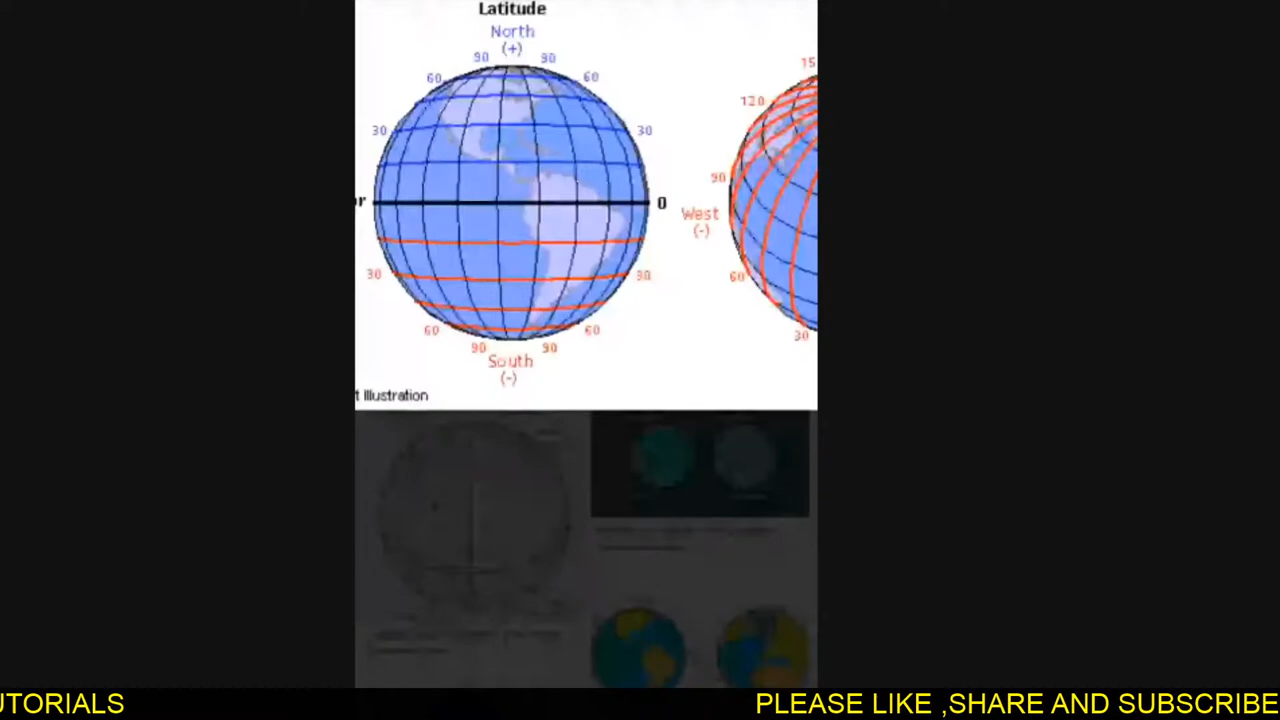 Latitude
North
(+)
90 90
60 60
30 30
r 0
30 30
60 60
90 90
South
(-)
t Illustration
15
120
90
West
(-)
60
30
UTORIALS PLEASE LIKE ,SHARE AND SUBSCRIBE